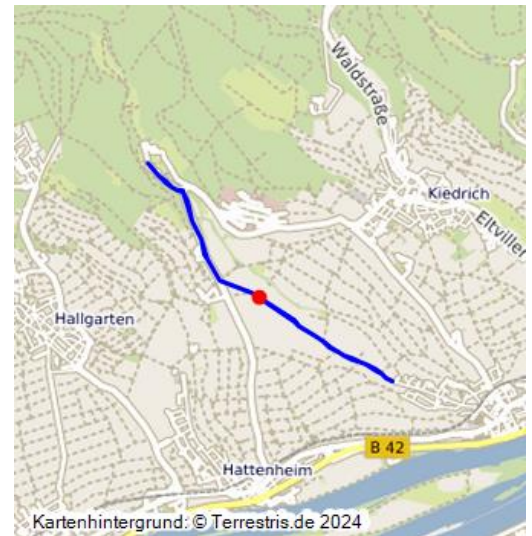 Waldstraße
Kiedrich
Eltviller
Hallgarten
B 42
Hattenheim
Kartenhintergrund: © Terrestris.de 2024